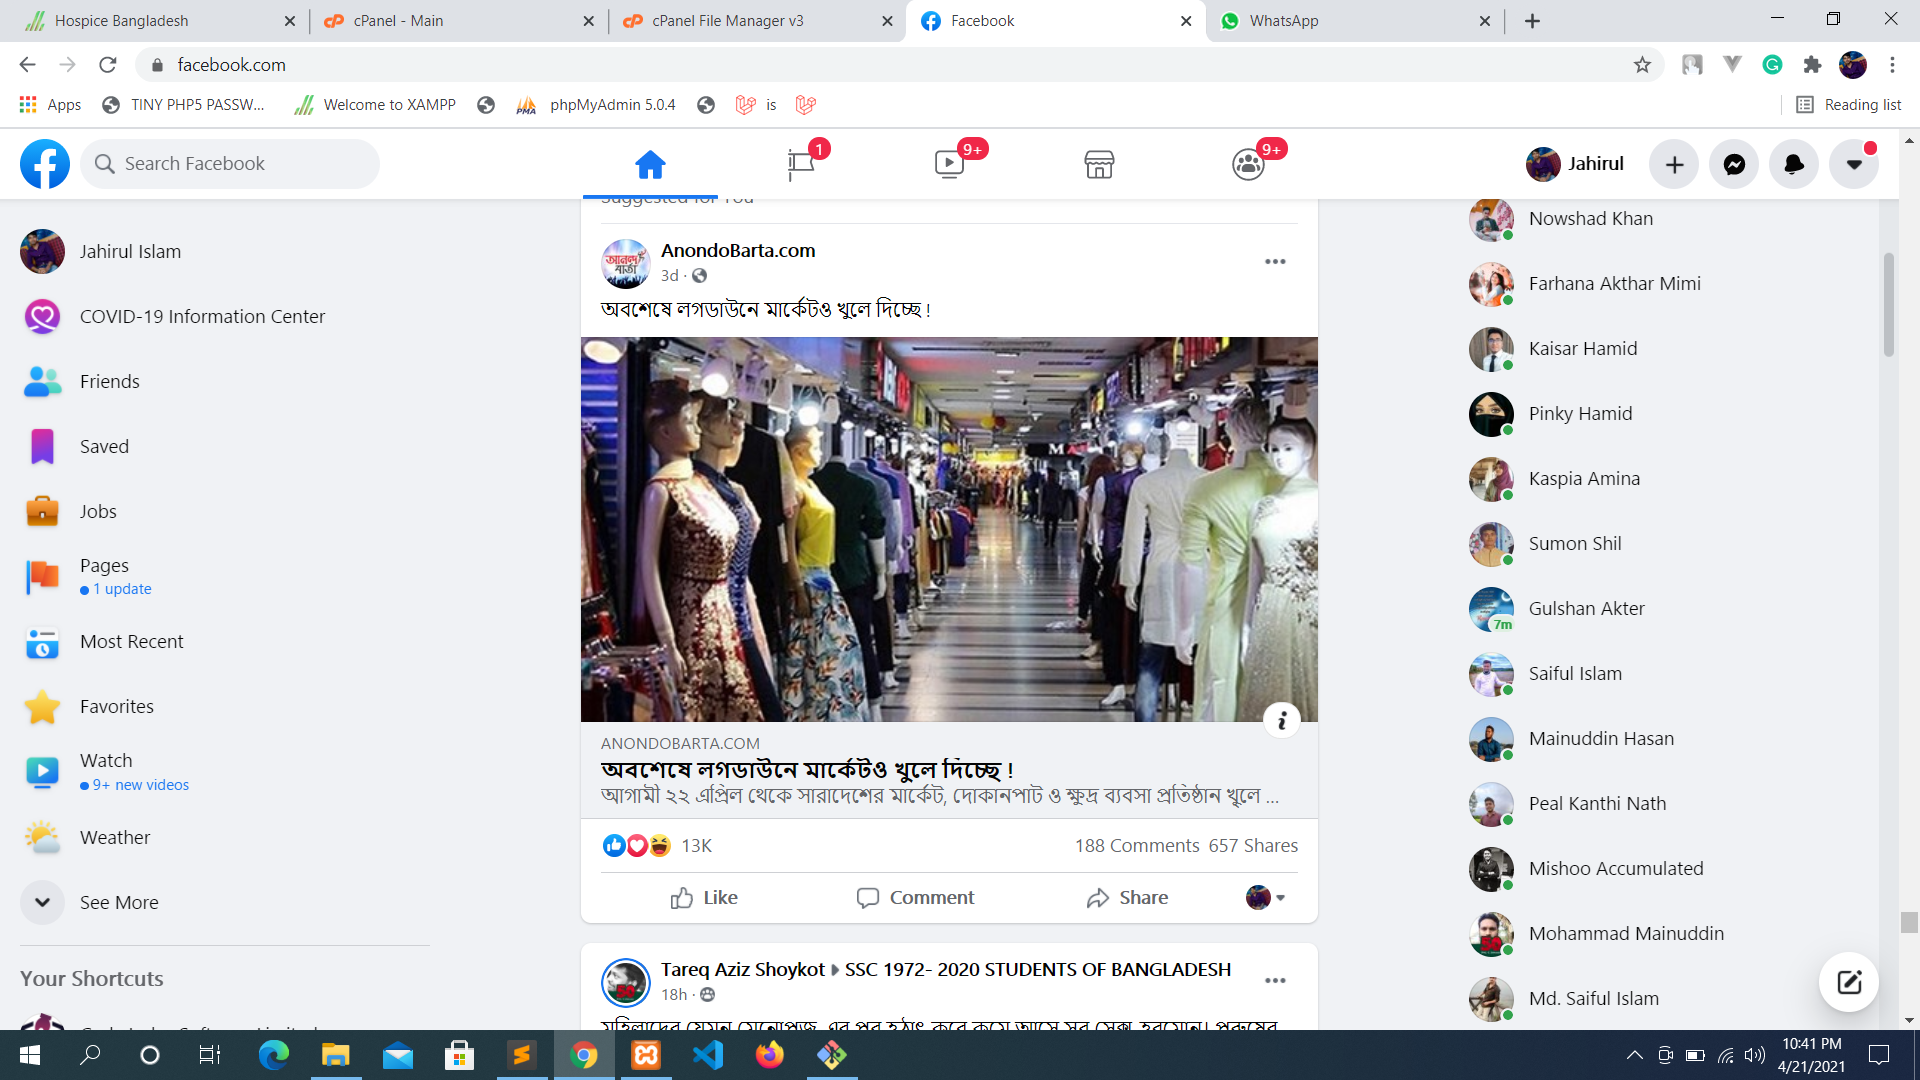 Hospice Bangladesh
cPanel - Main
cPanel File Manager v3
Facebook
WhatsApp
facebook.com
Apps
TINY PHP5 PASSW...
Welcome to XAMPP
phpMyAdmin 5.0.4
is
Reading list
Search Facebook
1
9+
9+
Jahirul
Jahirul Islam
COVID-19 Information Center
Friends
Saved
Jobs
Pages
1 update
Most Recent
Favorites
Watch
9+ new videos
Weather
See More
Your Shortcuts
Suggested for You
AnondoBarta.com
3d ·
আনন্দ
বার্তা
অবশেষে লগডাউনে মার্কেটও খুলে দিচ্ছে !
ANONDOBARTA.COM
অবশেষে লগডাউনে মার্কেটও খুলে দিচ্ছে !
আগামী ২২ এপ্রিল থেকে সারাদেশের মার্কেট, দোকানপাট ও ক্ষুদ্র ব্যবসা প্রতিষ্ঠান খুলে ...
13K
188 Comments 657 Shares
Like
Comment
Share
Tareq Aziz Shoykot SSC 1972- 2020 STUDENTS OF BANGLADESH
18h ·
Nowshad Khan
Farhana Akthar Mimi
Kaisar Hamid
Pinky Hamid
Kaspia Amina
Sumon Shil
Gulshan Akter
7m
Saiful Islam
Mainuddin Hasan
Peal Kanthi Nath
Mishoo Accumulated
Mohammad Mainuddin
Md. Saiful Islam
10:41 PM
4/21/2021